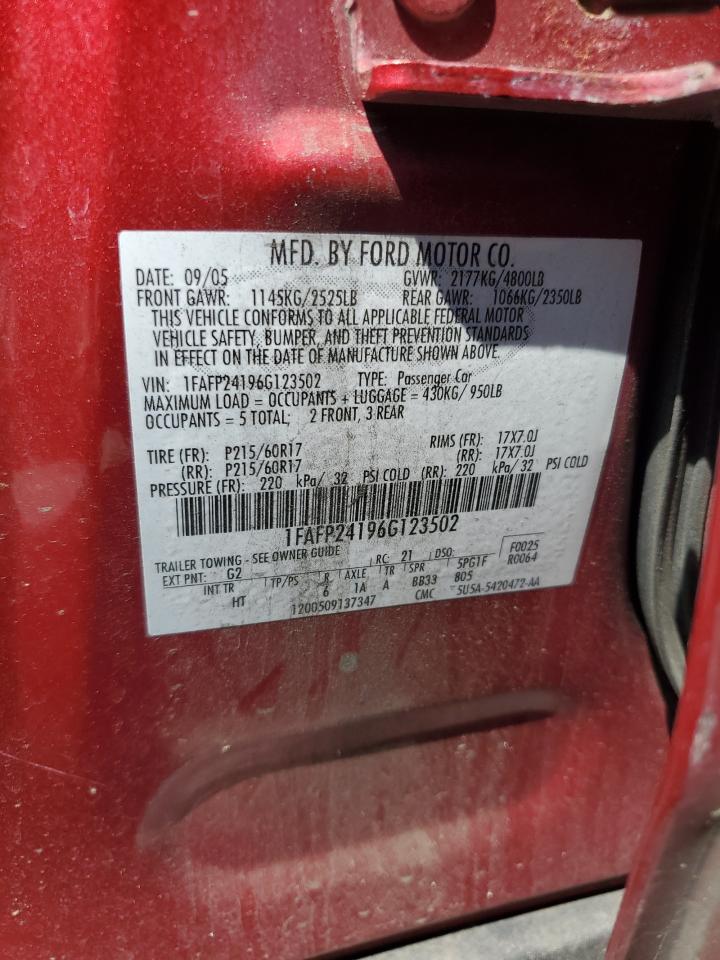 MFD. BY FORD MOTOR CO.
DATE: 09/05 GVWR: 2177KG/4800LB
FRONT GAWR: 1145KG/2525LB REAR GAWR: 1066KG/2350LB
THIS VEHICLE CONFORMS TO ALL APPLICABLE FEDERAL MOTOR
VEHICLE SAFETY, BUMPER, AND THEFT PREVENTION STANDARDS
IN EFFECT ON THE DATE OF MANUFACTURE SHOWN ABOVE.
VIN: 1FAFP24196G123502 TYPE: Passenger Car
MAXIMUM LOAD = OCCUPANTS + LUGGAGE = 430KG/ 950LB
OCCUPANTS = 5 TOTAL; 2 FRONT, 3 REAR
TIRE (FR): P215/60R17 RIMS (FR): 17X7.0J
(RR): P215/60R17 (RR): 17X7.0J
PRESSURE (FR): 220 kPa/ 32 PSI COLD (RR): 220 kPa/ 32 PSI COLD
1FAFP24196G123502
TRAILER TOWING - SEE OWNER GUIDE
EXT PNT: G2 RC: 21 DSO: F0025
INT TR TP/PS R AXLE TR SPR 5PG1F R0064
HT 6 1A A BB33 805
1200509137347 CMC 5U5A-5420472-AA